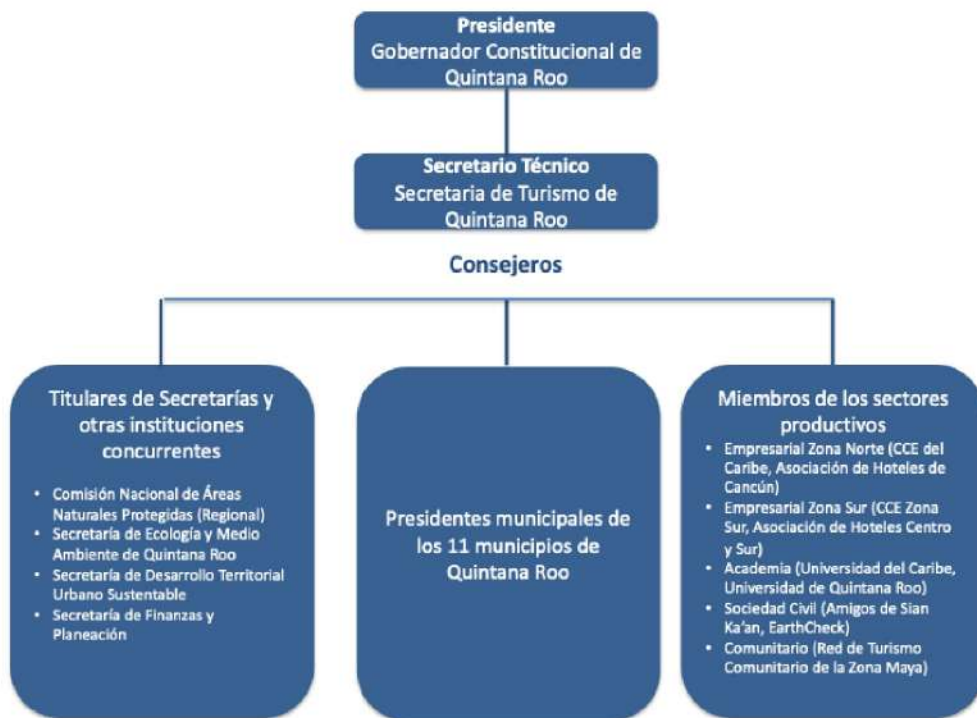 Presidente
Gobernador Constitucional de
Quintana Roo
Secretario Técnico
Secretaria de Turismo de
Quintana Roo
Consejeros
Titulares de Secretarías y
otras instituciones
concurrentes
• Comisión Nacional de Áreas
Naturales Protegidas (Regional)
• Secretaría de Ecología y Medio
Ambiente de Quintana Roo
• Secretaría de Desarrollo Territorial
Urbano Sustentable
• Secretaría de Finanzas y
Planeación
Presidentes municipales de
los 11 municipios de
Quintana Roo
Miembros de los sectores
productivos
• Empresarial Zona Norte (CCE del
Caribe, Asociación de Hoteles de
Cancún)
• Empresarial Zona Sur (CCE Zona
Sur, Asociación de Hoteles Centro
y Sur)
• Academia (Universidad del Caribe,
Universidad de Quintana Roo)
• Sociedad Civil (Amigos de Sian
Ka'an, EarthCheck)
• Comunitario (Red de Turismo
Comunitario de la Zona Maya)